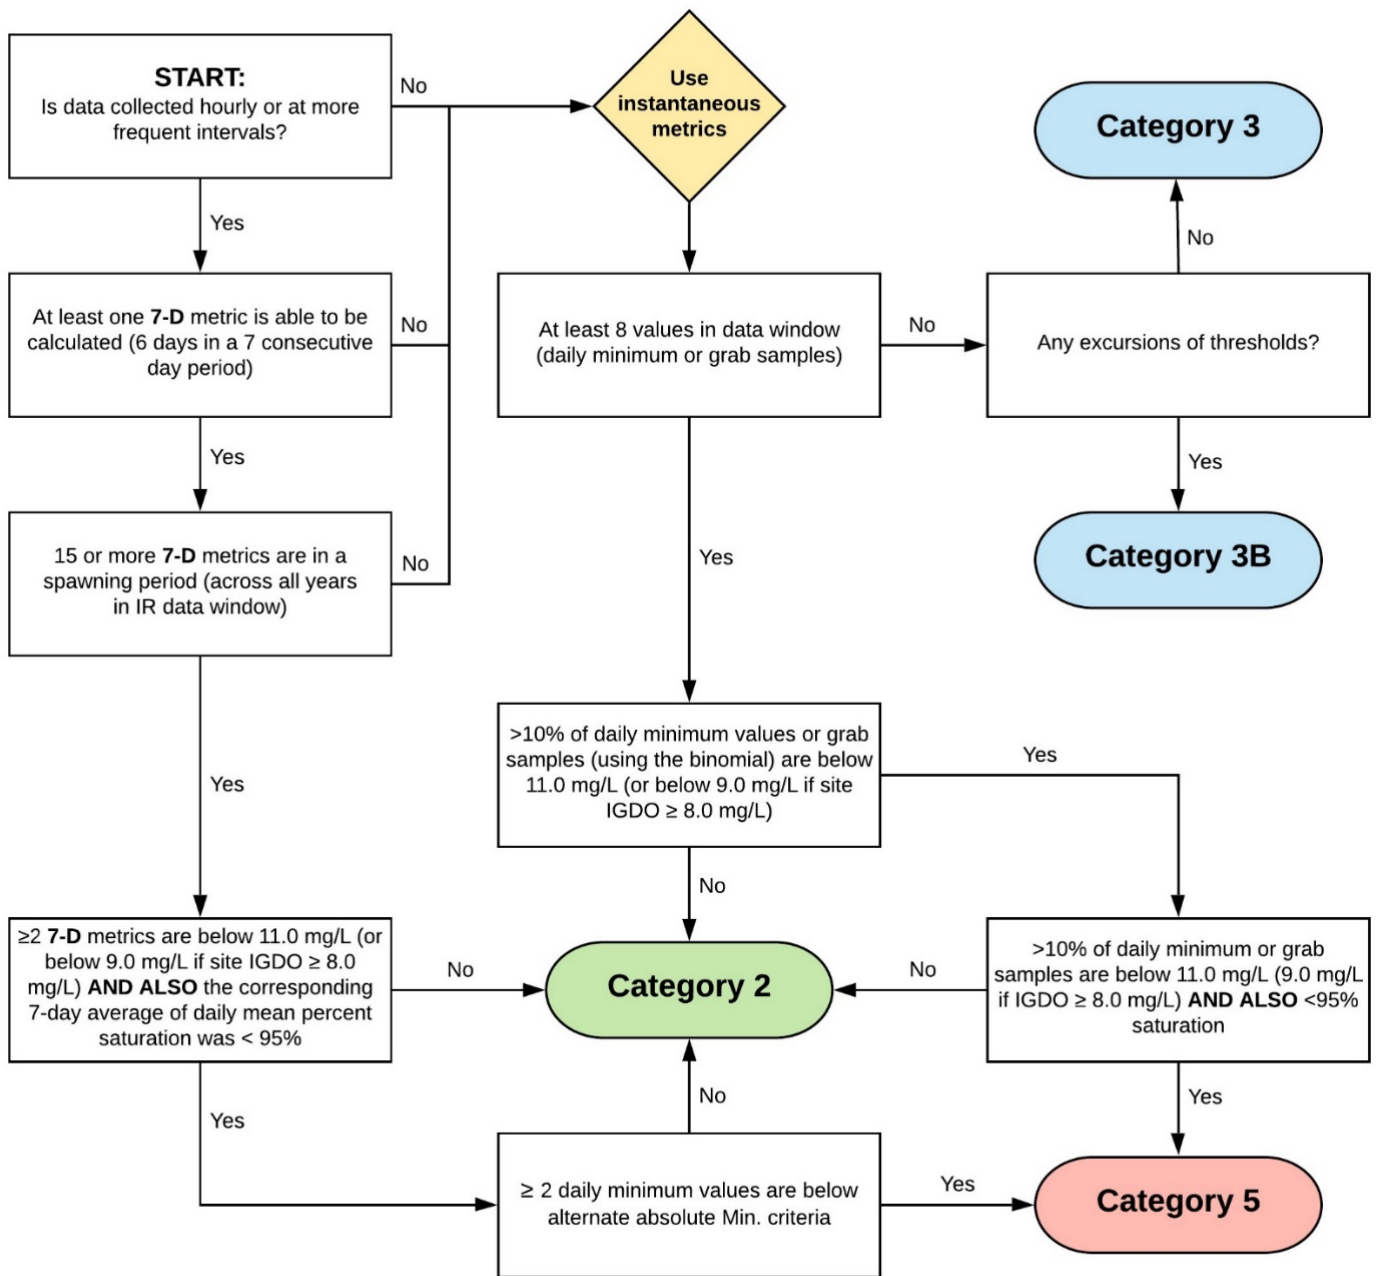 START:
Is data collected hourly or at more
frequent intervals?
No
Use
instantaneous
metrics
Category 3
Yes
No
At least one 7-D metric is able to be
calculated (6 days in a 7 consecutive
day period)
No
At least 8 values in data window
(daily minimum or grab samples)
No
Any excursions of thresholds?
Yes
Yes
15 or more 7-D metrics are in a
spawning period (across all years
in IR data window)
No
Yes
Category 3B
Yes
>10% of daily minimum values or grab
samples (using the binomial) are below
11.0 mg/L (or below 9.0 mg/L if site
IGDO ≥ 8.0 mg/L)
Yes
No
≥2 7-D metrics are below 11.0 mg/L (or
below 9.0 mg/L if site IGDO ≥ 8.0
mg/L) AND ALSO the corresponding
7-day average of daily mean percent
saturation was < 95%
No
Category 2
No
>10% of daily minimum or grab
samples are below 11.0 mg/L (9.0 mg/L
if IGDO ≥ 8.0 mg/L) AND ALSO <95%
saturation
Yes
No
Yes
≥ 2 daily minimum values are below
alternate absolute Min. criteria
Yes
Category 5